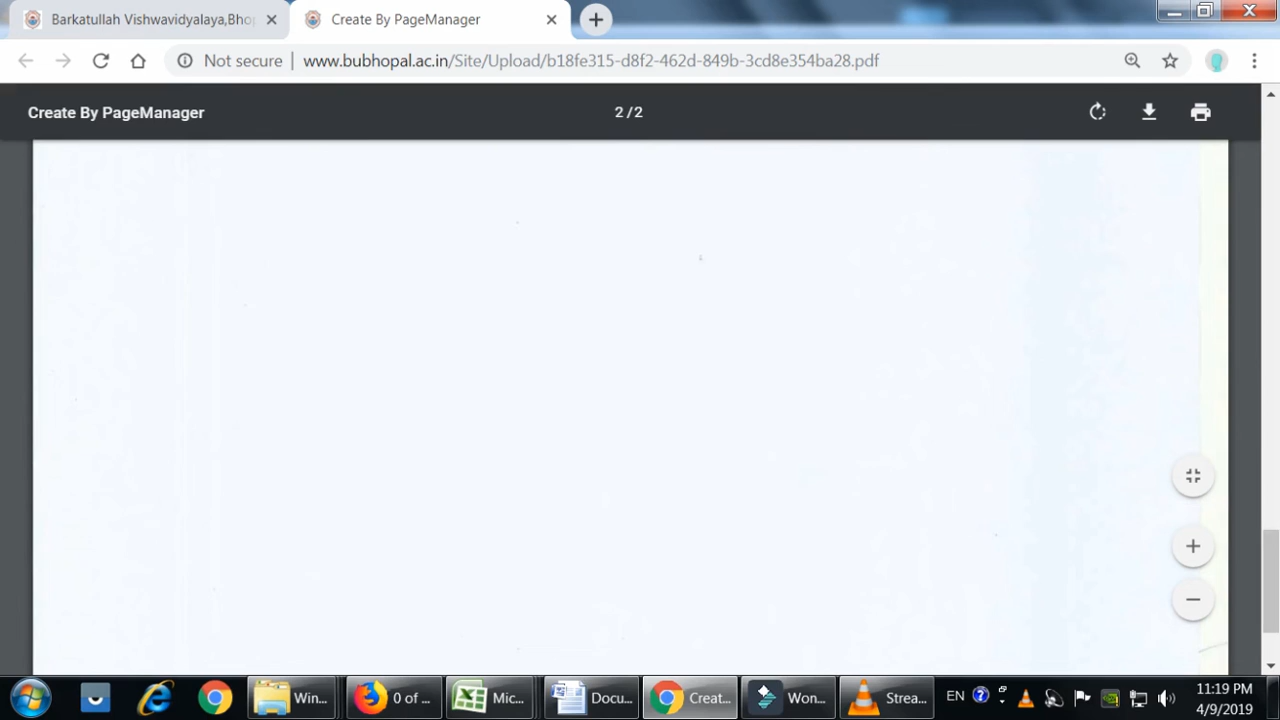 Barkatullah Vishwavidyalaya,Bhop
Create By PageManager
Not secure | www.bubhopal.ac.in/Site/Upload/b18fe315-d8f2-462d-849b-3cd8e354ba28.pdf
Create By PageManager
2 / 2
Win...
0 of ...
Mic...
Docu...
Creat...
Won...
Strea...
EN
11:19 PM
4/9/2019